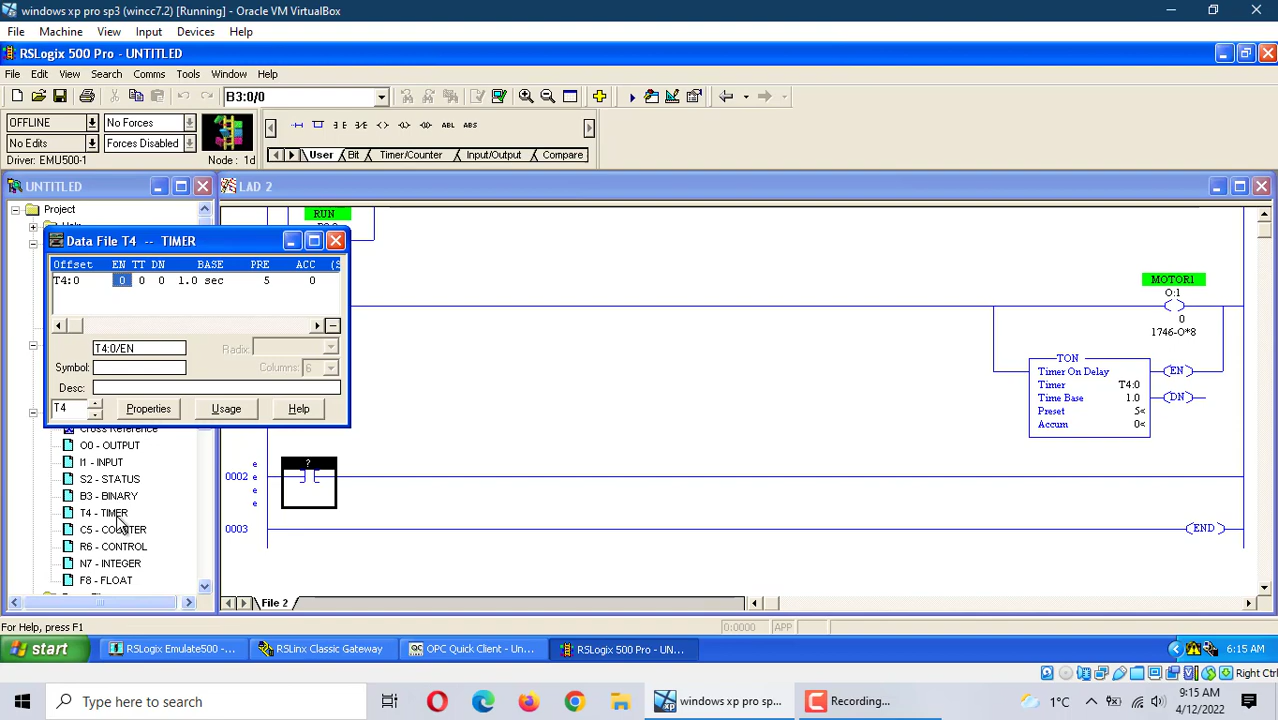 windows xp pro sp3 (wincc7.2) [Running] - Oracle VM VirtualBox
File Machine View Input Devices Help
RSLogix 500 Pro - UNTITLED
File Edit View Search Comms Tools Window Help
B3:0/0
OFFLINE No Forces
No Edits Forces Disabled
Driver: EMU500-1 Node : 1d
ABL ABS
User Bit Timer/Counter Input/Output Compare
UNTITLED
Project
LAD 2
RUN
Data File T4 -- TIMER
Offset EN TT DN BASE PRE ACC (S
T4:0 0 0 0 1.0 sec 5 0
T4:0/EN
Radix:
Symbol:
Columns: 6
Desc:
T4
Properties Usage Help
Cross Reference
O0 - OUTPUT
I1 - INPUT
S2 - STATUS
B3 - BINARY
T4 - TIMER
C5 - COUNTER
R6 - CONTROL
N7 - INTEGER
F8 - FLOAT
MOTOR1
O:1
0
1746-O*8
TON
Timer On Delay
Timer T4:0
Time Base 1.0
Preset 5<
Accum 0<
EN
DN
?
0002
e
e
e
e
0003
END
File 2
For Help, press F1
0:0000 APP
start RSLogix Emulate500 -... RSLinx Classic Gateway OPC Quick Client - Un... RSLogix 500 Pro - UN... 6:15 AM
Right Ctrl
Type here to search
windows xp pro sp... Recording... 1°C
9:15 AM
4/12/2022